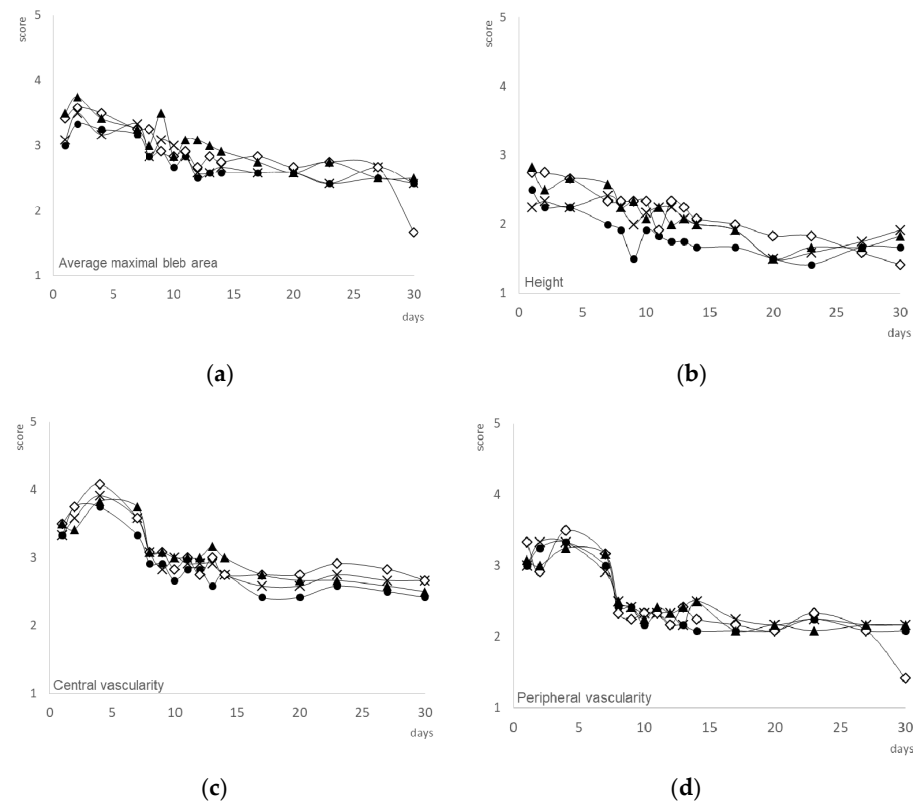 score
5
4
3
2
1
Average maximal bleb area
0 5 10 15 20 25 30
days
(a)
score
5
4
3
2
1
Height
0 5 10 15 20 25 30
days
(b)
score
5
4
3
2
1
Central vascularity
0 5 10 15 20 25 30
days
(c)
score
5
4
3
2
1
Peripheral vascularity
0 5 10 15 20 25 30
days
(d)